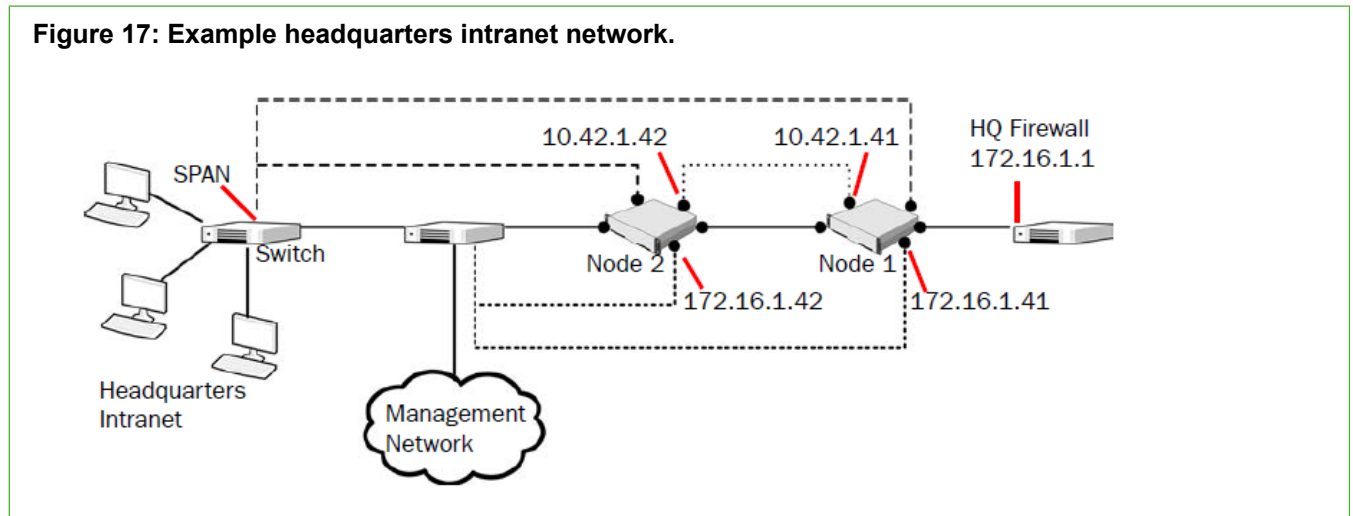 Figure 17: Example headquarters intranet network.
10.42.1.42
10.42.1.41
HQ Firewall
172.16.1.1
SPAN
Switch
Node 2
Node 1
172.16.1.42
172.16.1.41
Headquarters
Intranet
Management
Network